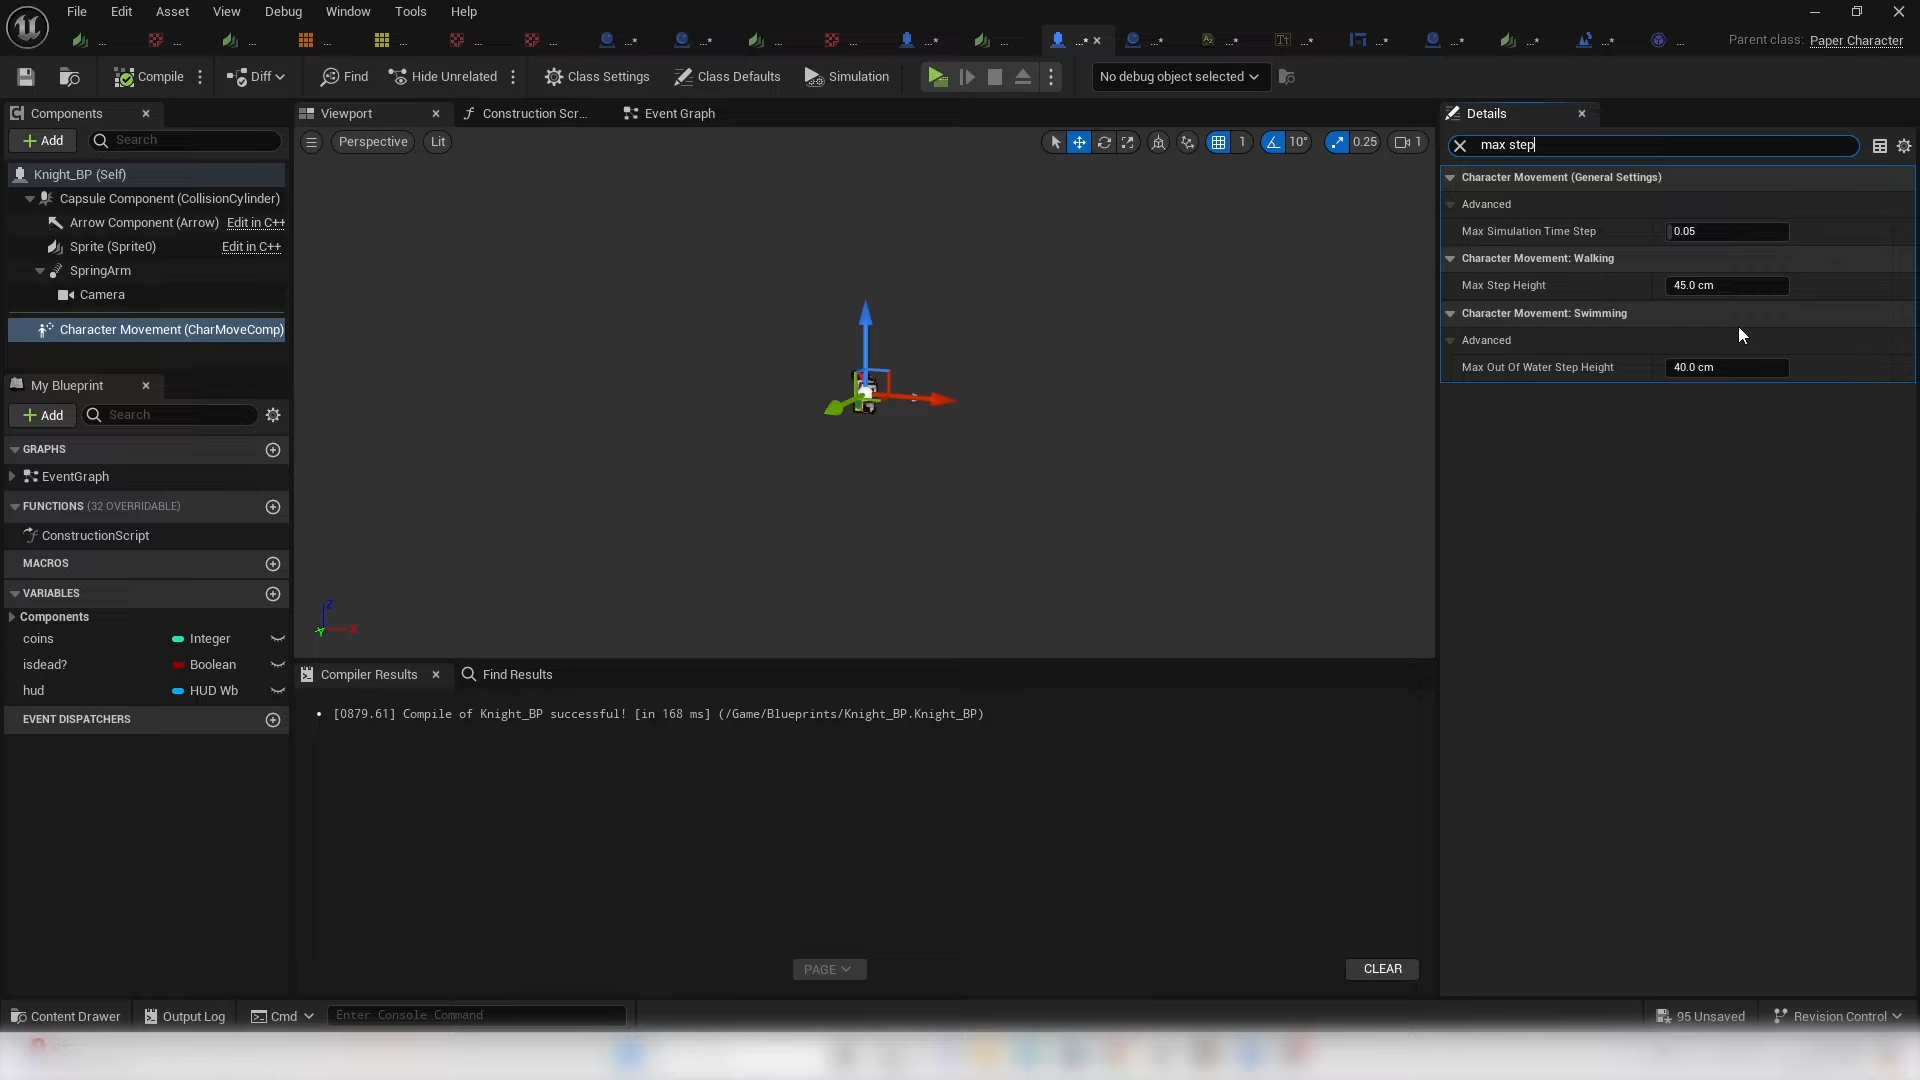 File Edit Asset View Debug Window Tools Help
... ... ... ... ... ... ... ...* ...* ... ... ...* ... ...* ...* ...* ...* ...* ...* ...* ...* ... Parent class: Paper Character
Compile Diff Find Hide Unrelated Class Settings Class Defaults Simulation No debug object selected
Components
Add Search
Knight_BP (Self)
Capsule Component (CollisionCylinder)
Arrow Component (Arrow) Edit in C++
Sprite (Sprite0) Edit in C++
SpringArm
Camera
Character Movement (CharMoveComp)
My Blueprint
Add Search
GRAPHS
EventGraph
FUNCTIONS (32 OVERRIDABLE)
ConstructionScript
MACROS
VARIABLES
Components
coins Integer
isdead? Boolean
hud HUD Wb
EVENT DISPATCHERS
Viewport Construction Scr... Event Graph
Perspective Lit 1 10° 0.25 1
Z
Y X
Compiler Results Find Results
• [0879.61] Compile of Knight_BP successful! [in 168 ms] (/Game/Blueprints/Knight_BP.Knight_BP)
PAGE CLEAR
Details
max step
Character Movement (General Settings)
Advanced
Max Simulation Time Step 0.05
Character Movement: Walking
Max Step Height 45.0 cm
Character Movement: Swimming
Advanced
Max Out Of Water Step Height 40.0 cm
Content Drawer Output Log Cmd Enter Console Command 95 Unsaved Revision Control